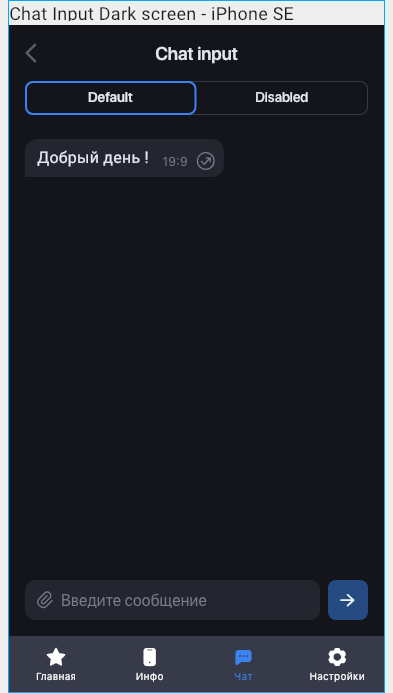 Chat Input Dark screen - iPhone SE
Chat input
Default Disabled
Добрый день ! 19:9
Введите сообщение
Главная Инфо Чат Настройки